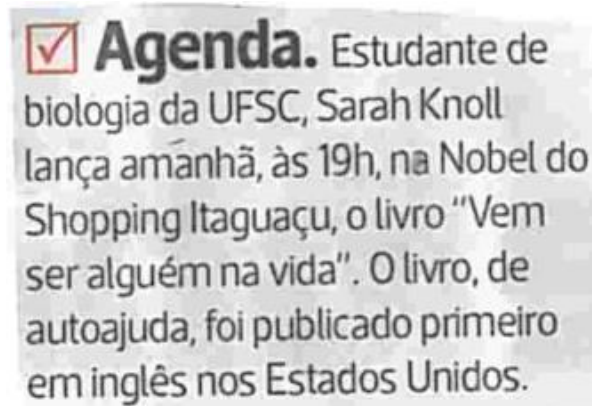 Agenda. Estudante de
biologia da UFSC, Sarah Knoll
lança amanhã, às 19h, na Nobel do
Shopping Itaguaçu, o livro "Vem
ser alguém na vida". O livro, de
autoajuda, foi publicado primeiro
em inglês nos Estados Unidos.